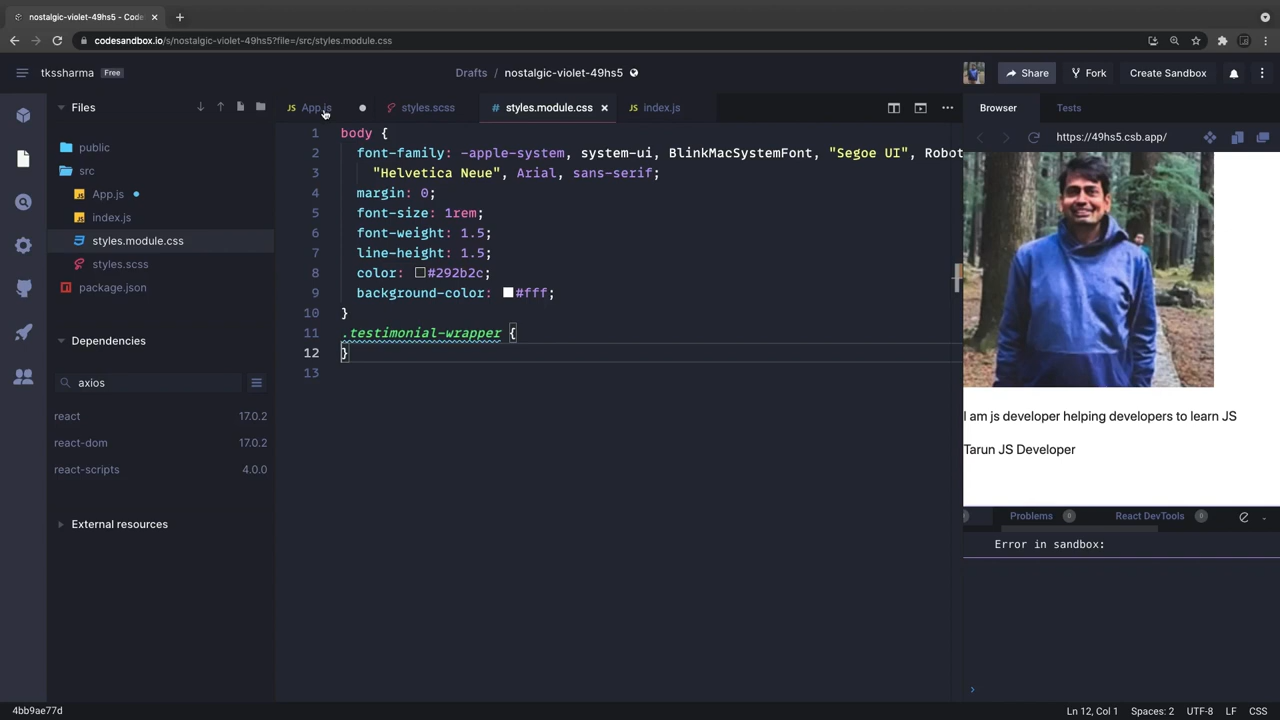 nostalgic-violet-49hs5 - Code
codesandbox.io/s/nostalgic-violet-49hs5?file=/src/styles.module.css
tkssharma Free
Drafts / nostalgic-violet-49hs5
Share
Fork
Create Sandbox
Files
public
src
App.js
index.js
styles.module.css
styles.scss
package.json
Dependencies
axios
react 17.0.2
react-dom 17.0.2
react-scripts 4.0.0
External resources
JS App.js
styles.scss
# styles.module.css
JS index.js
1 body {
2 font-family: -apple-system, system-ui, BlinkMacSystemFont, "Segoe UI", Robot
3 "Helvetica Neue", Arial, sans-serif;
4 margin: 0;
5 font-size: 1rem;
6 font-weight: 1.5;
7 line-height: 1.5;
8 color: #292b2c;
9 background-color: #fff;
10 }
11 .testimonial-wrapper {
12 }
13
Browser
Tests
https://49hs5.csb.app/
I am js developer helping developers to learn JS
Tarun JS Developer
Problems 0
React DevTools 0
Error in sandbox:
›
4bb9ae77d
Ln 12, Col 1
Spaces: 2
UTF-8
LF
CSS